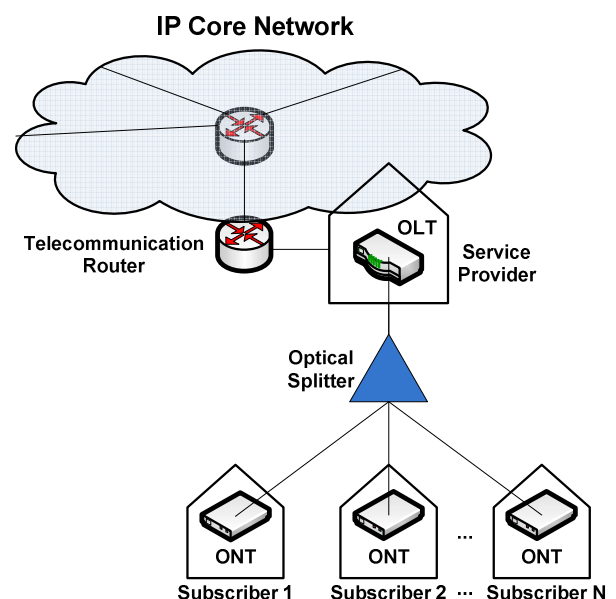 IP Core Network
OLT
Telecommunication
Router
Service
Provider
Optical
Splitter
ONT
ONT
...
ONT
Subscriber 1
Subscriber 2
...
Subscriber N